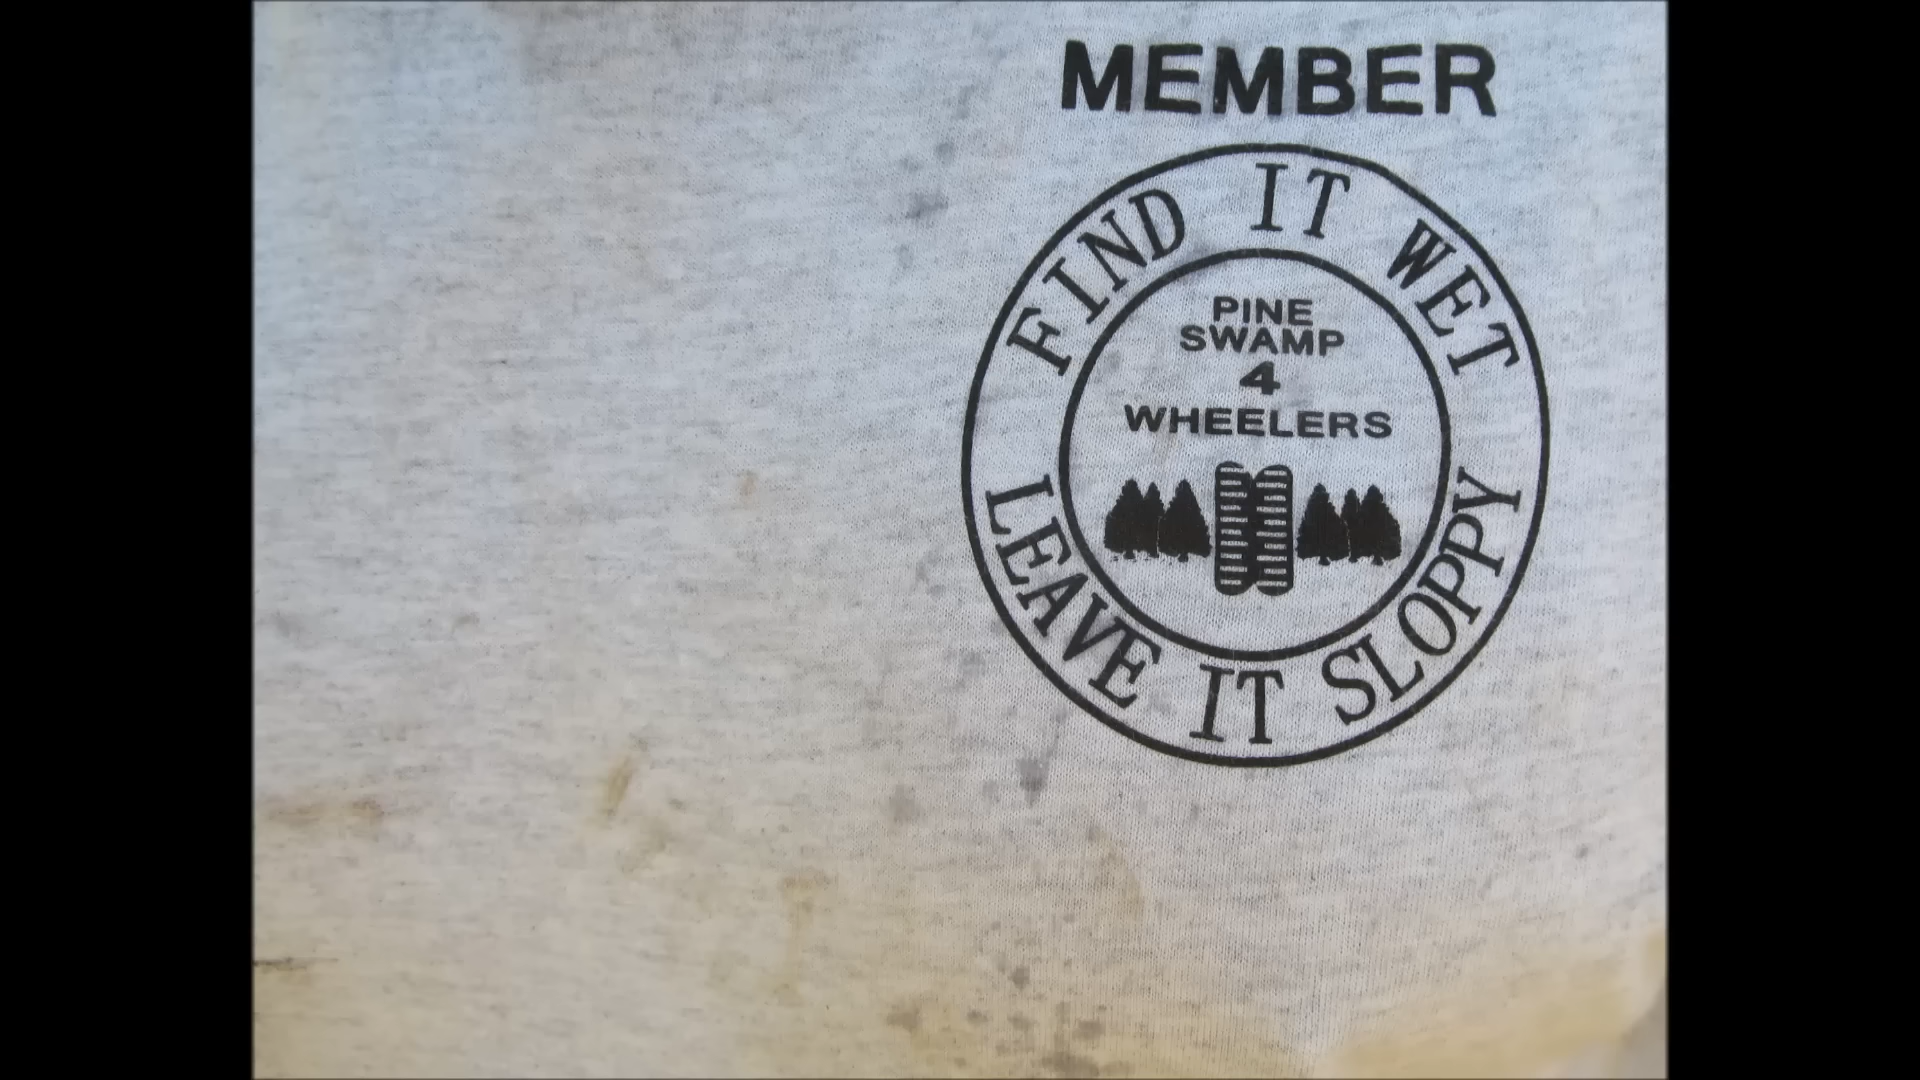 MEMBER
FIND IT WET
PINE
SWAMP
4
WHEELERS
LEAVE IT SLOPPY